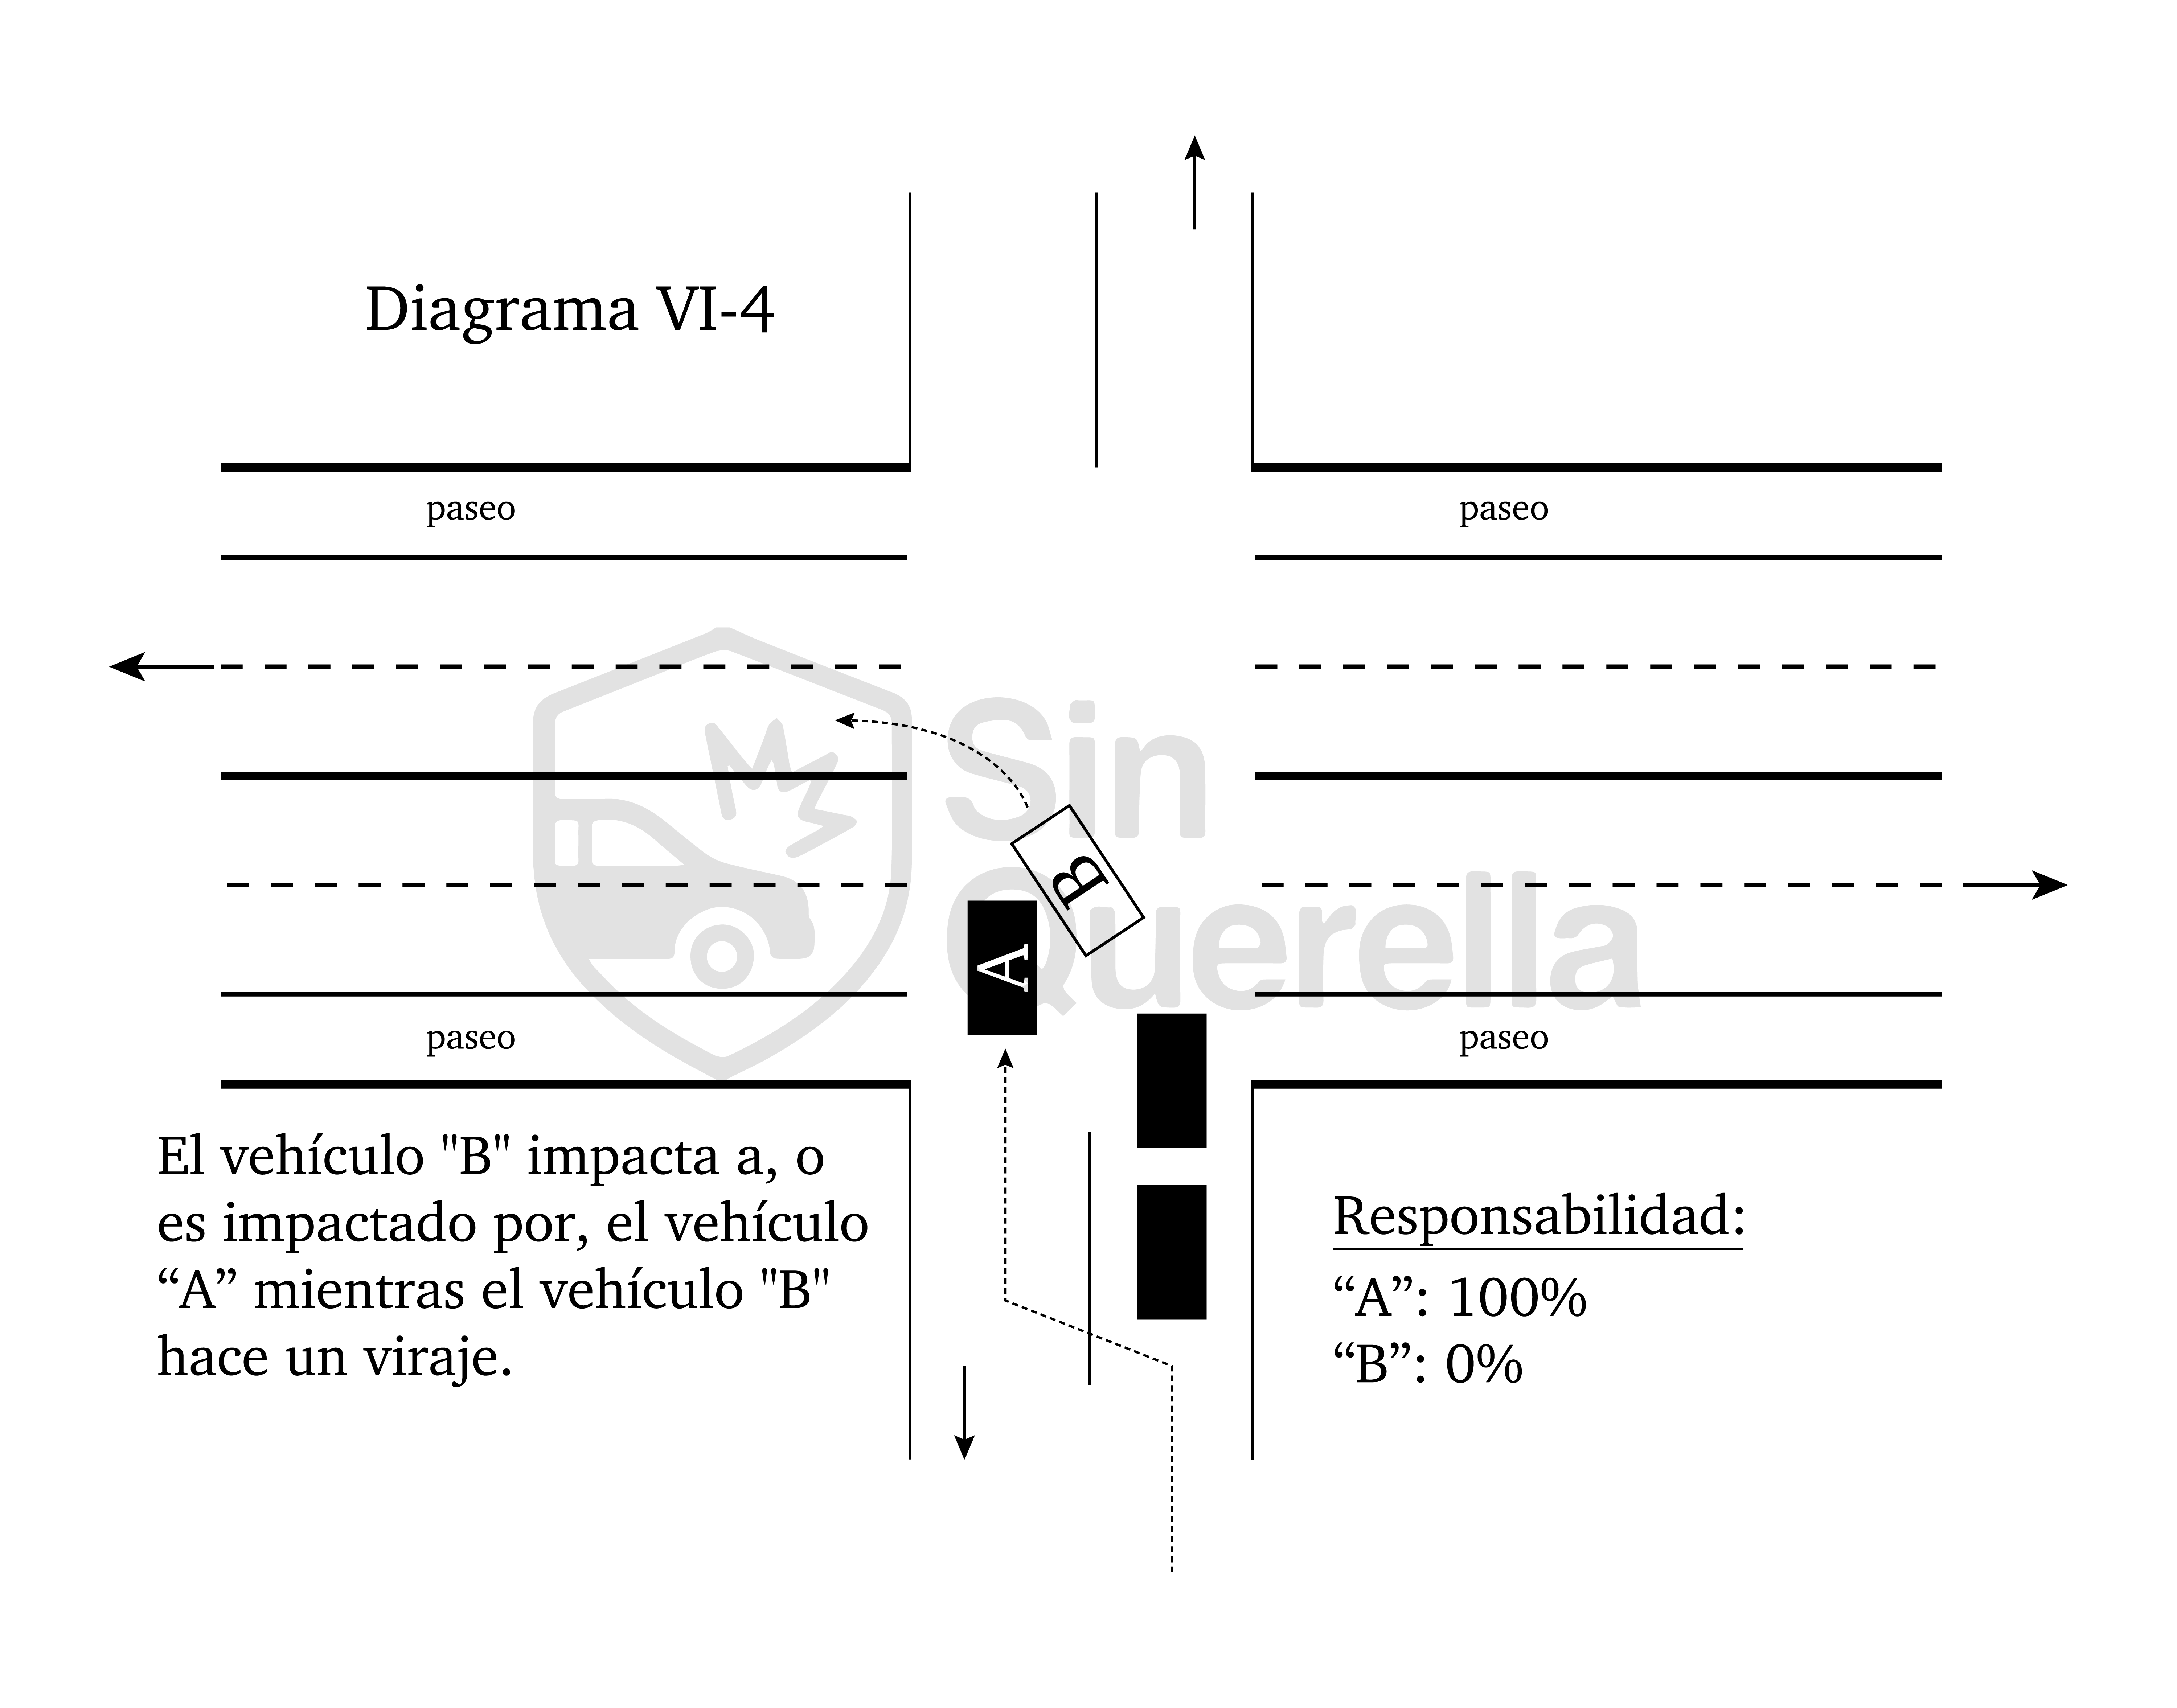 Diagrama VI-4
paseo
paseo
Sin
Querella
B
A
paseo
paseo
El vehículo "B" impacta a, o
es impactado por, el vehículo
“A” mientras el vehículo "B"
hace un viraje.
Responsabilidad:
“A”: 100%
“B”: 0%